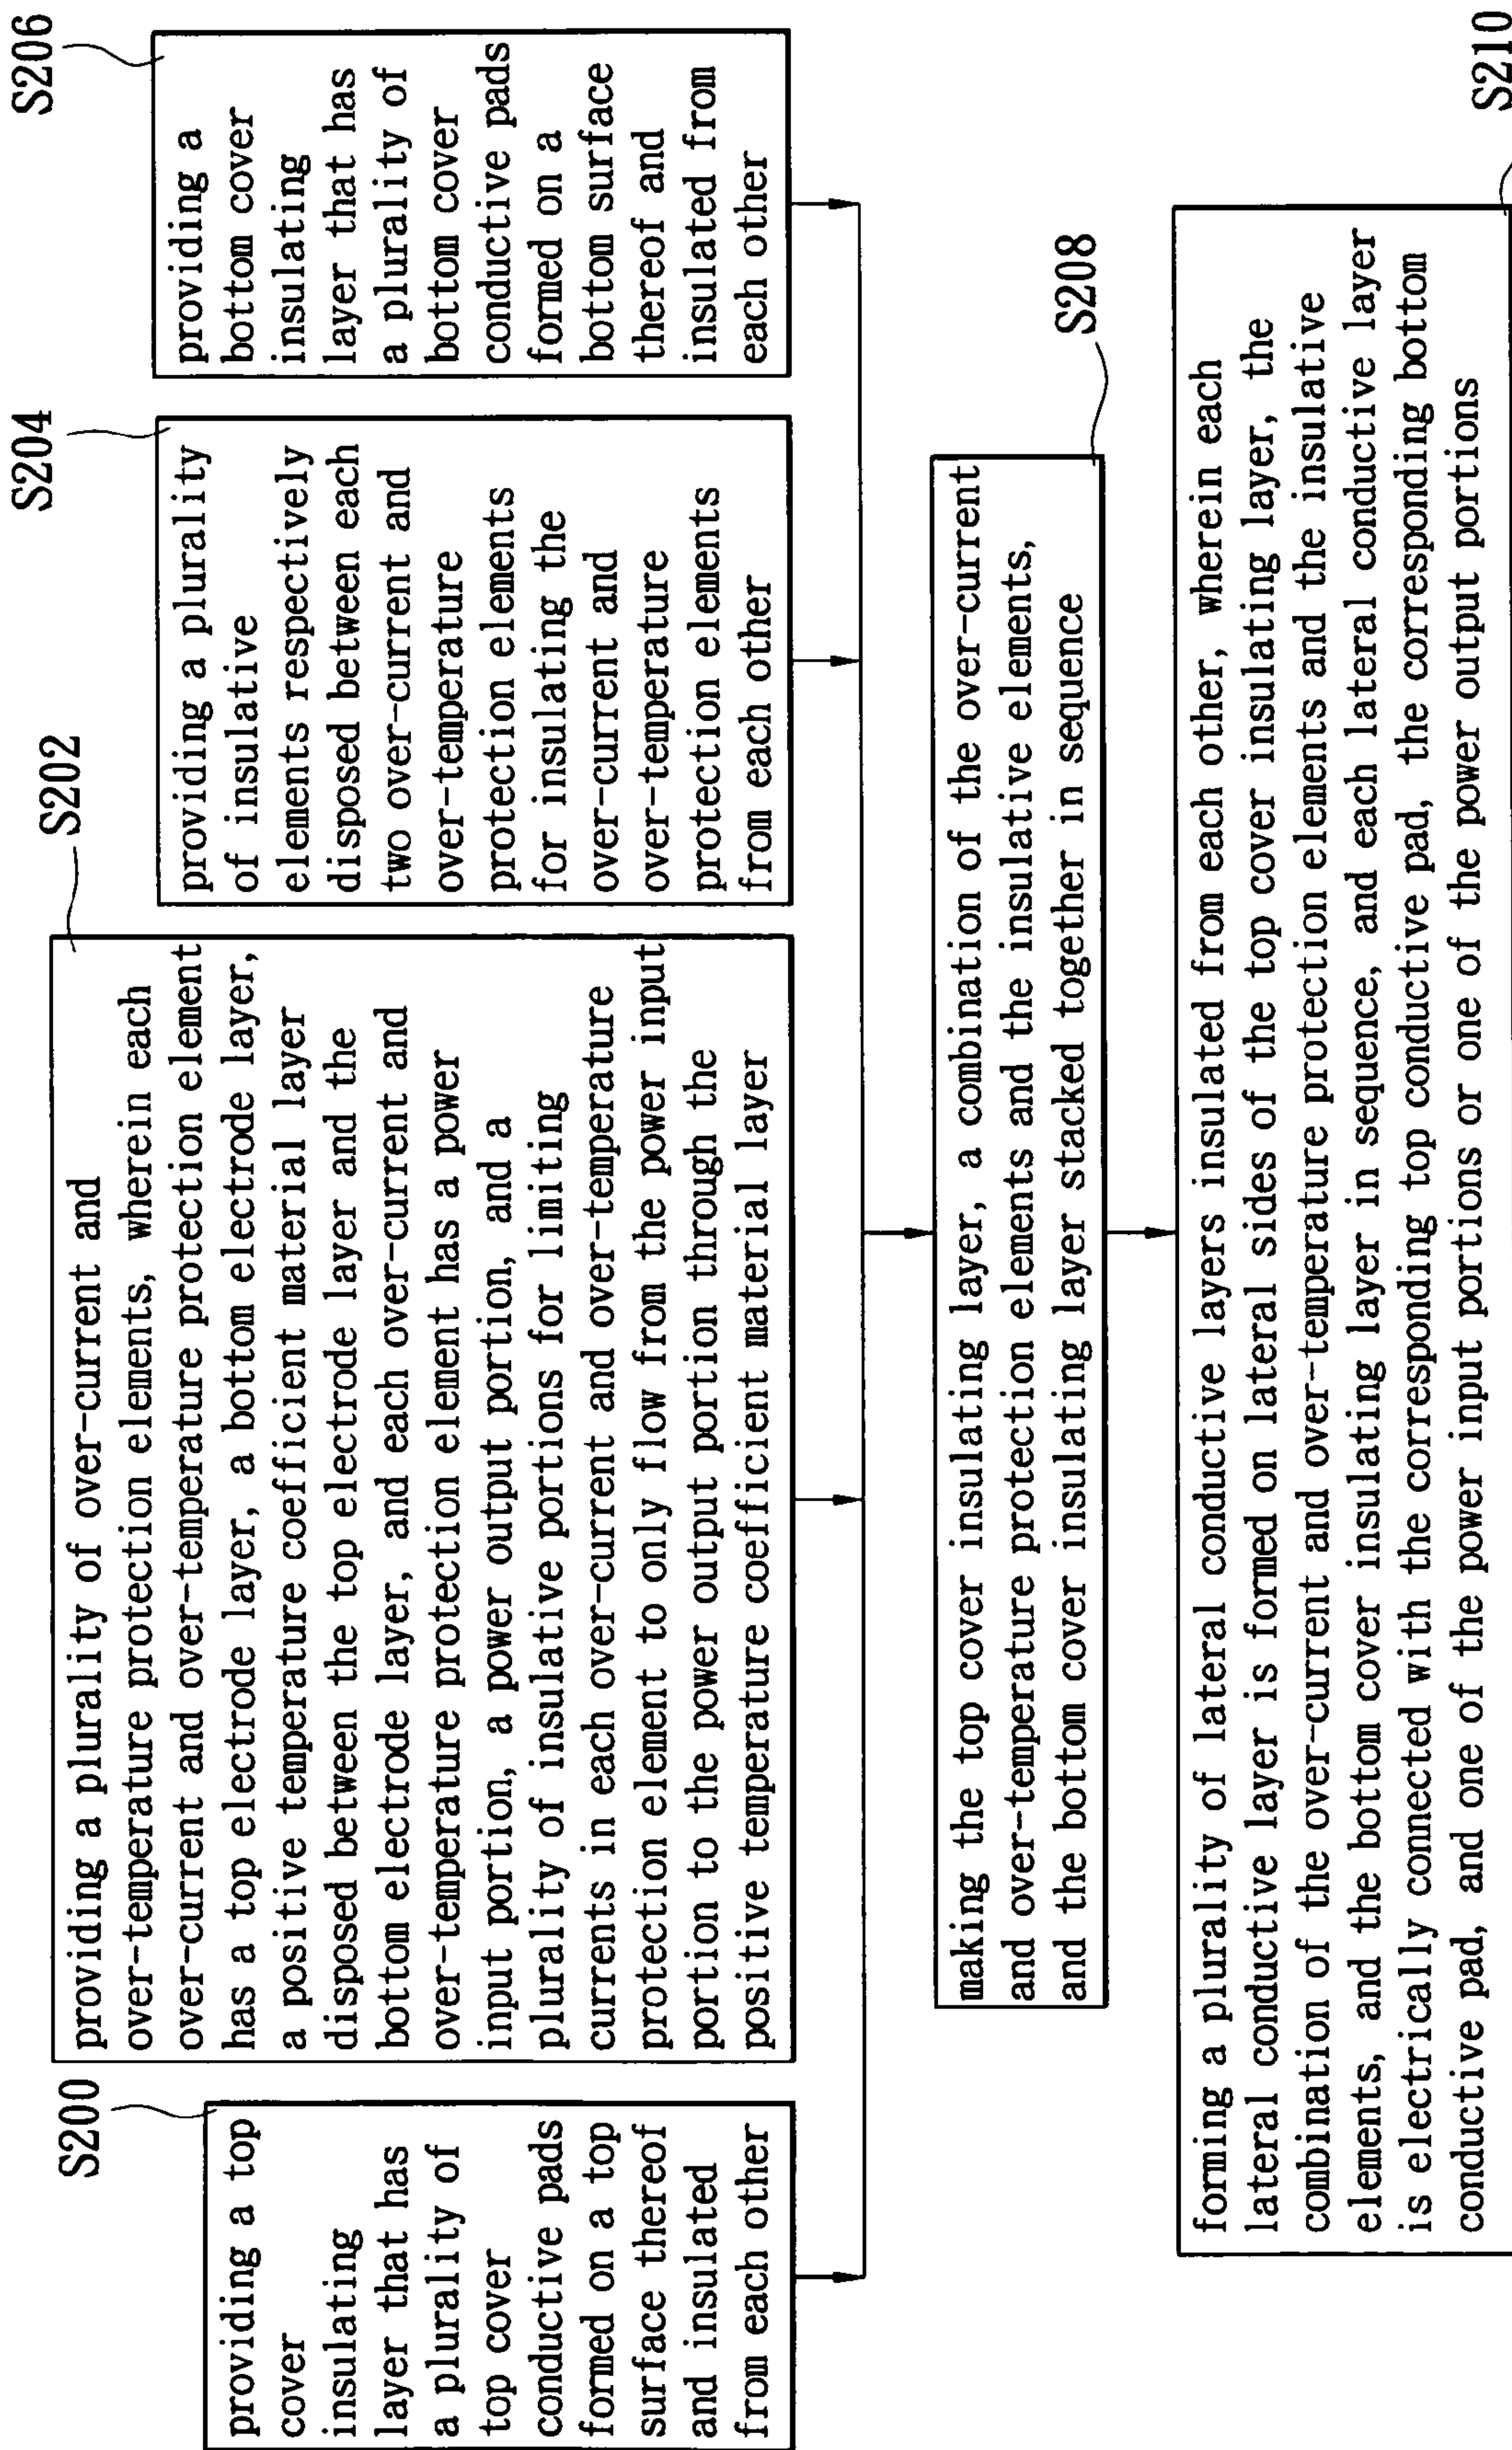 S200
providing a top
cover
insulating
layer that has
a plurality of
top cover
conductive pads
formed on a top
surface thereof
and insulated
from each other
S202
providing a plurality of over-current and
over-temperature protection elements, wherein each
over-current and over-temperature protection element
has a top electrode layer, a bottom electrode layer,
a positive temperature coefficient material layer
disposed between the top electrode layer and the
bottom electrode layer, and each over-current and
over-temperature protection element has a power
input portion, a power output portion, and a
plurality of insulative portions for limiting
currents in each over-current and over-temperature
protection element to only flow from the power input
portion to the power output portion through the
positive temperature coefficient material layer
S204
providing a plurality
of insulative
elements respectively
disposed between each
two over-current and
over-temperature
protection elements
for insulating the
over-current and
over-temperature
protection elements
from each other
S206
providing a
bottom cover
insulating
layer that has
a plurality of
bottom cover
conductive pads
formed on a
bottom surface
thereof and
insulated from
each other
S208
making the top cover insulating layer, a combination of the over-current
and over-temperature protection elements and the insulative elements,
and the bottom cover insulating layer stacked together in sequence
S210
forming a plurality of lateral conductive layers insulated from each other, wherein each
lateral conductive layer is formed on lateral sides of the top cover insulating layer, the
combination of the over-current and over-temperature protection elements and the insulative
elements, and the bottom cover insulating layer in sequence, and each lateral conductive layer
is electrically connected with the corresponding top conductive pad, the corresponding bottom
conductive pad, and one of the power input portions or one of the power output portions